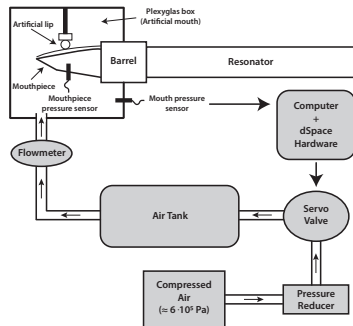 Plexyglas box
(Artificial mouth)
Artificial lip
Barrel
Resonator
Mouthpiece
Mouthpiece
pressure sensor
Mouth pressure
sensor
Computer
+
dSpace
Hardware
Flowmeter
Air Tank
Servo
Valve
Compressed
Air
(≈ 6·10⁵ Pa)
Pressure
Reducer